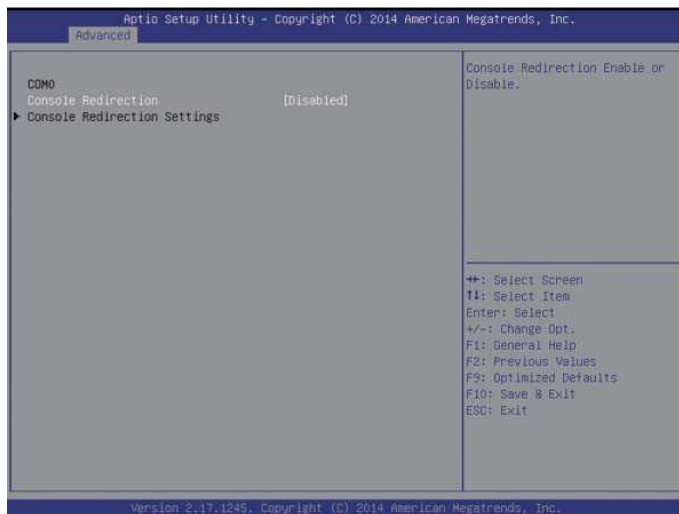 Aptio Setup Utility – Copyright (C) 2014 American Megatrends, Inc.
Advanced
COM0
Console Redirection [Disabled]
▶ Console Redirection Settings
Console Redirection Enable or
Disable.
→←: Select Screen
↑↓: Select Item
Enter: Select
+/-: Change Opt.
F1: General Help
F2: Previous Values
F9: Optimized Defaults
F10: Save & Exit
ESC: Exit
Version 2.17.1245. Copyright (C) 2014 American Megatrends, Inc.